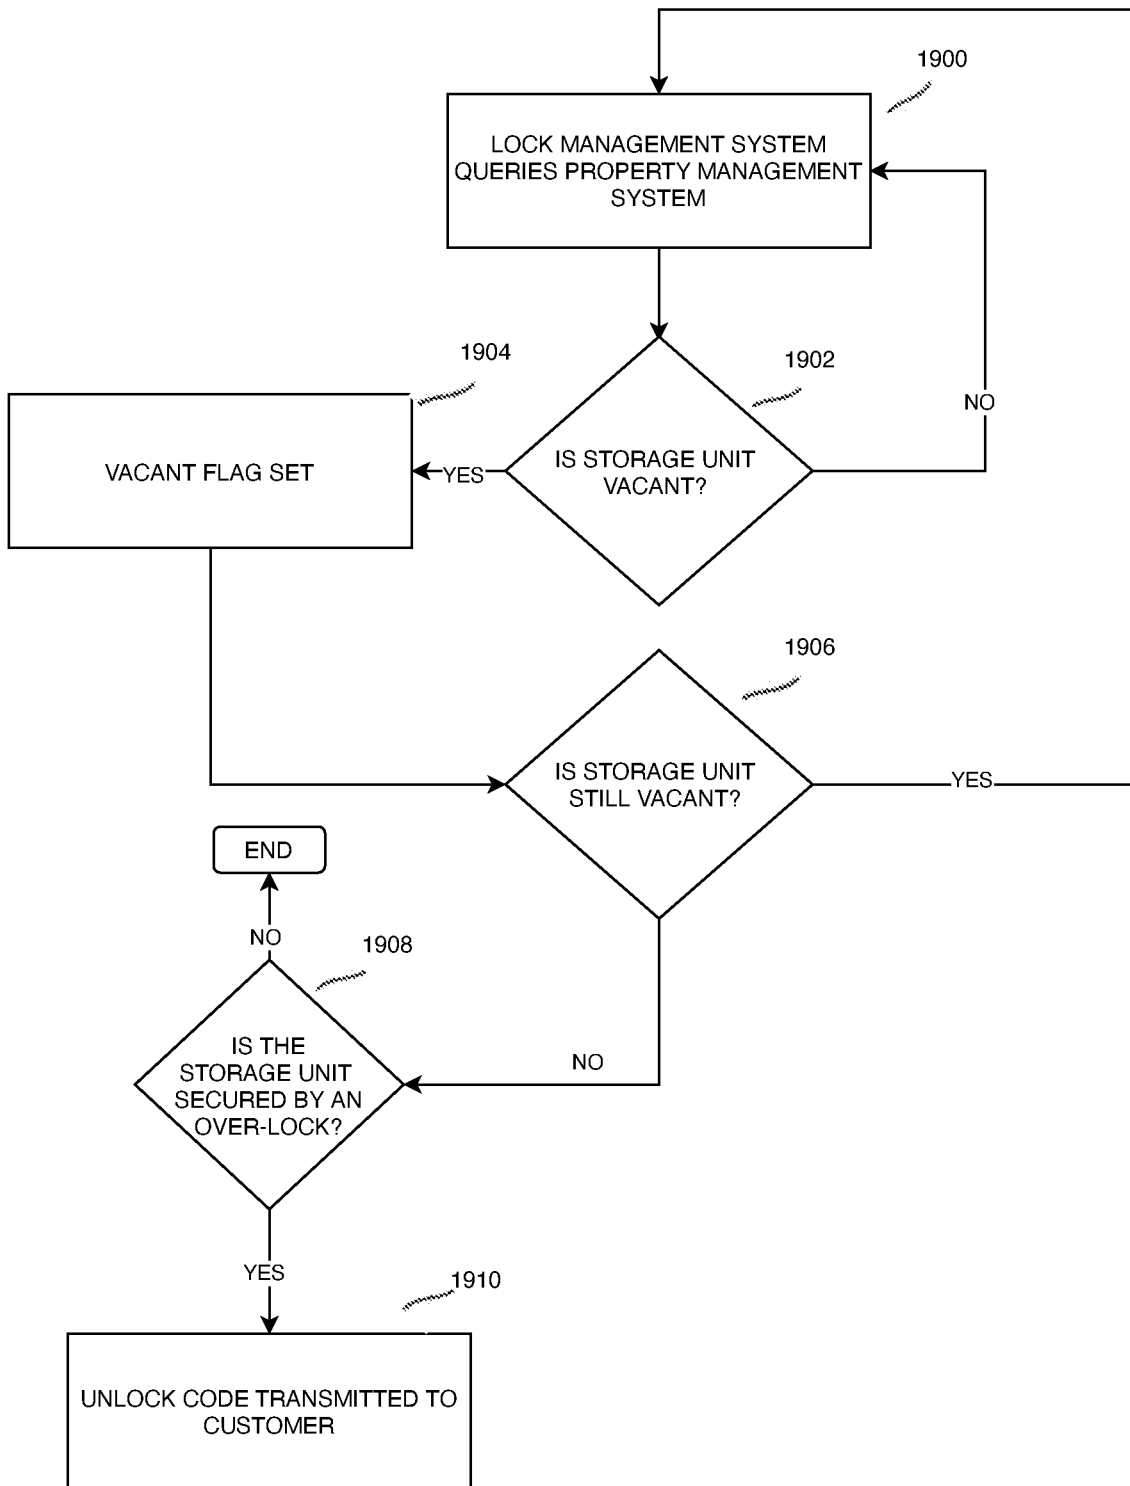 1900
LOCK MANAGEMENT SYSTEM
QUERIES PROPERTY MANAGEMENT
SYSTEM
1904
1902
NO
IS STORAGE UNIT
VACANT?
YES
VACANT FLAG SET
1906
IS STORAGE UNIT
STILL VACANT?
YES
END
NO
1908
IS THE
STORAGE UNIT
SECURED BY AN
OVER-LOCK?
NO
YES
1910
UNLOCK CODE TRANSMITTED TO
CUSTOMER